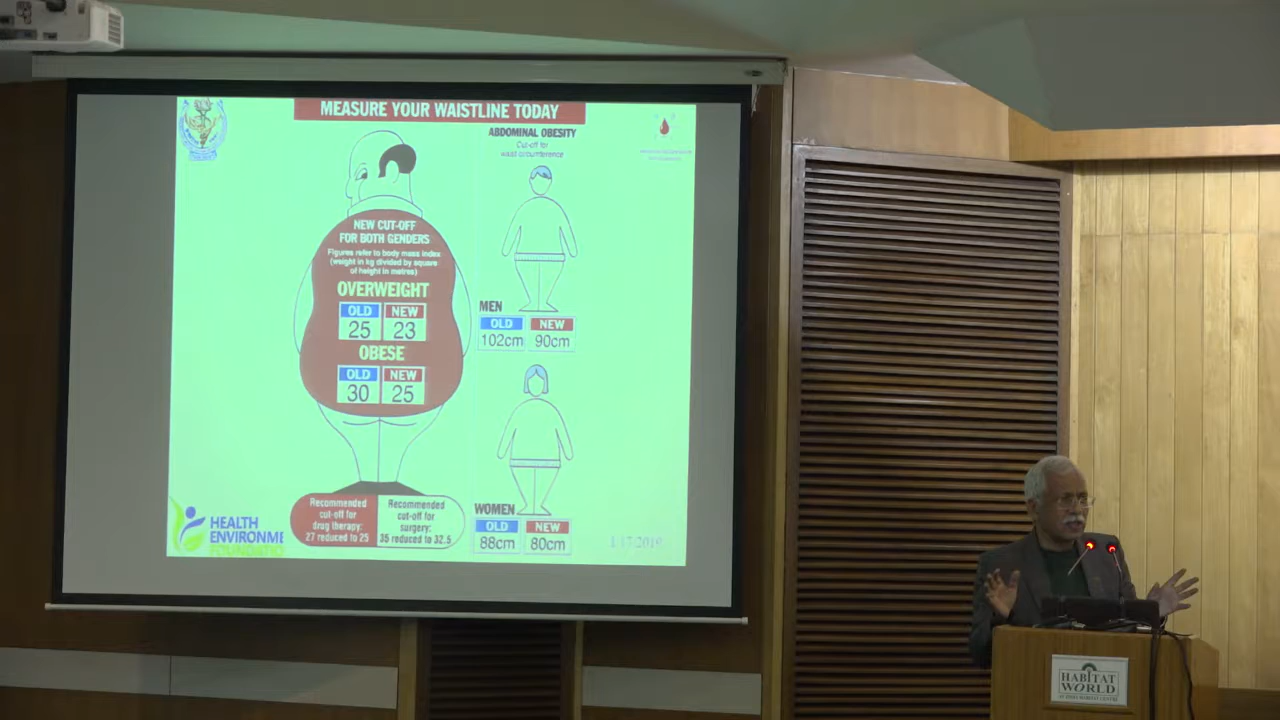 MEASURE YOUR WAISTLINE TODAY
NEW CUT-OFF
FOR BOTH GENDERS
Figures refer to body mass index
(weight in kg divided by square
of height in metres)
OVERWEIGHT
OLD NEW
25 23
OBESE
OLD NEW
30 25
Recommended
cut-off for
drug therapy:
27 reduced to 25
Recommended
cut-off for
surgery:
35 reduced to 32.5
ABDOMINAL OBESITY
Cut-off for
waist circumference
MEN
OLD NEW
102cm 90cm
WOMEN
OLD NEW
88cm 80cm
HEALTH
ENVIRONME
FOUNDATIO
1/17/2019
HABITAT
WORLD
AT INDIA HABITAT CENTRE